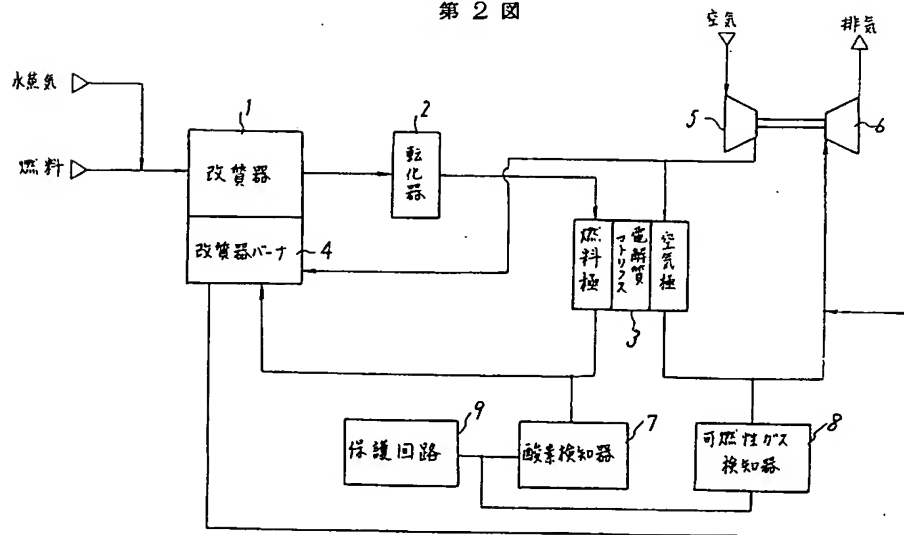 第2図
空気
排気
水蒸気
1
2
5
6
燃料
改質器
転化器
改質器バーナ
4
燃料極
電解質マトリクス
空気極
3
9
7
8
保護回路
酸素検知器
可燃性ガス
検知器